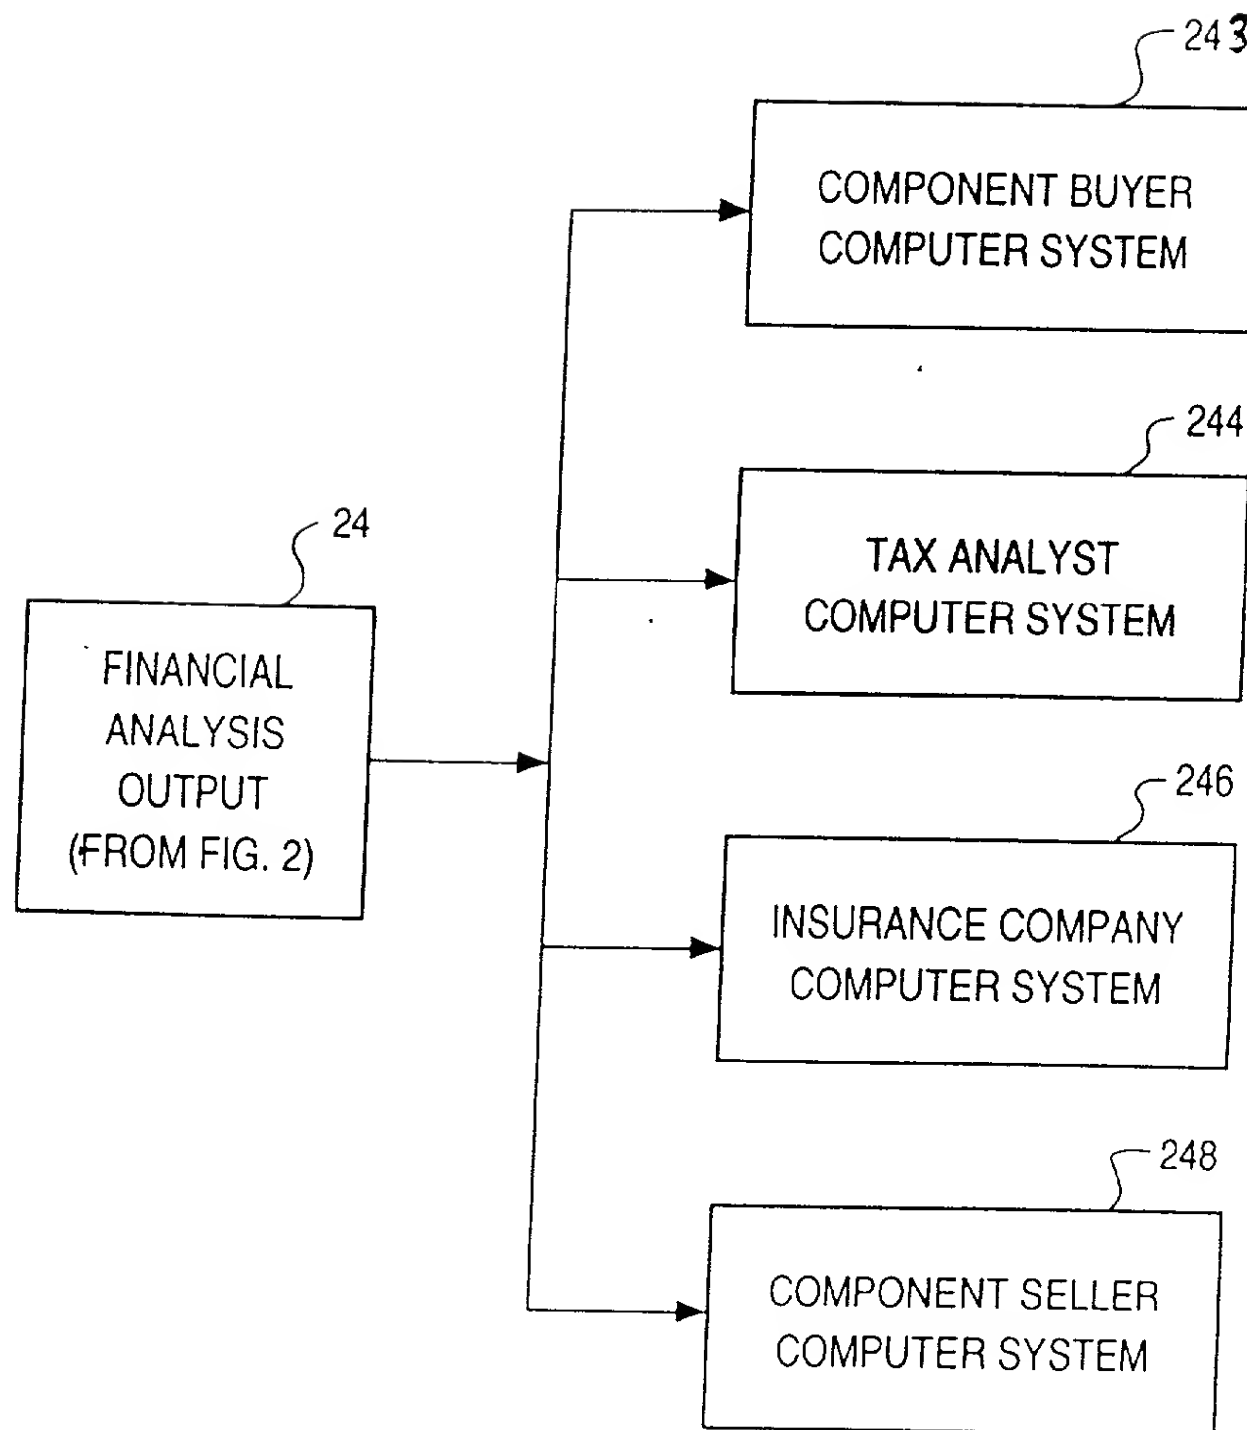 243
COMPONENT BUYER
COMPUTER SYSTEM
244
TAX ANALYST
COMPUTER SYSTEM
24
FINANCIAL
ANALYSIS
OUTPUT
(FROM FIG. 2)
246
INSURANCE COMPANY
COMPUTER SYSTEM
248
COMPONENT SELLER
COMPUTER SYSTEM